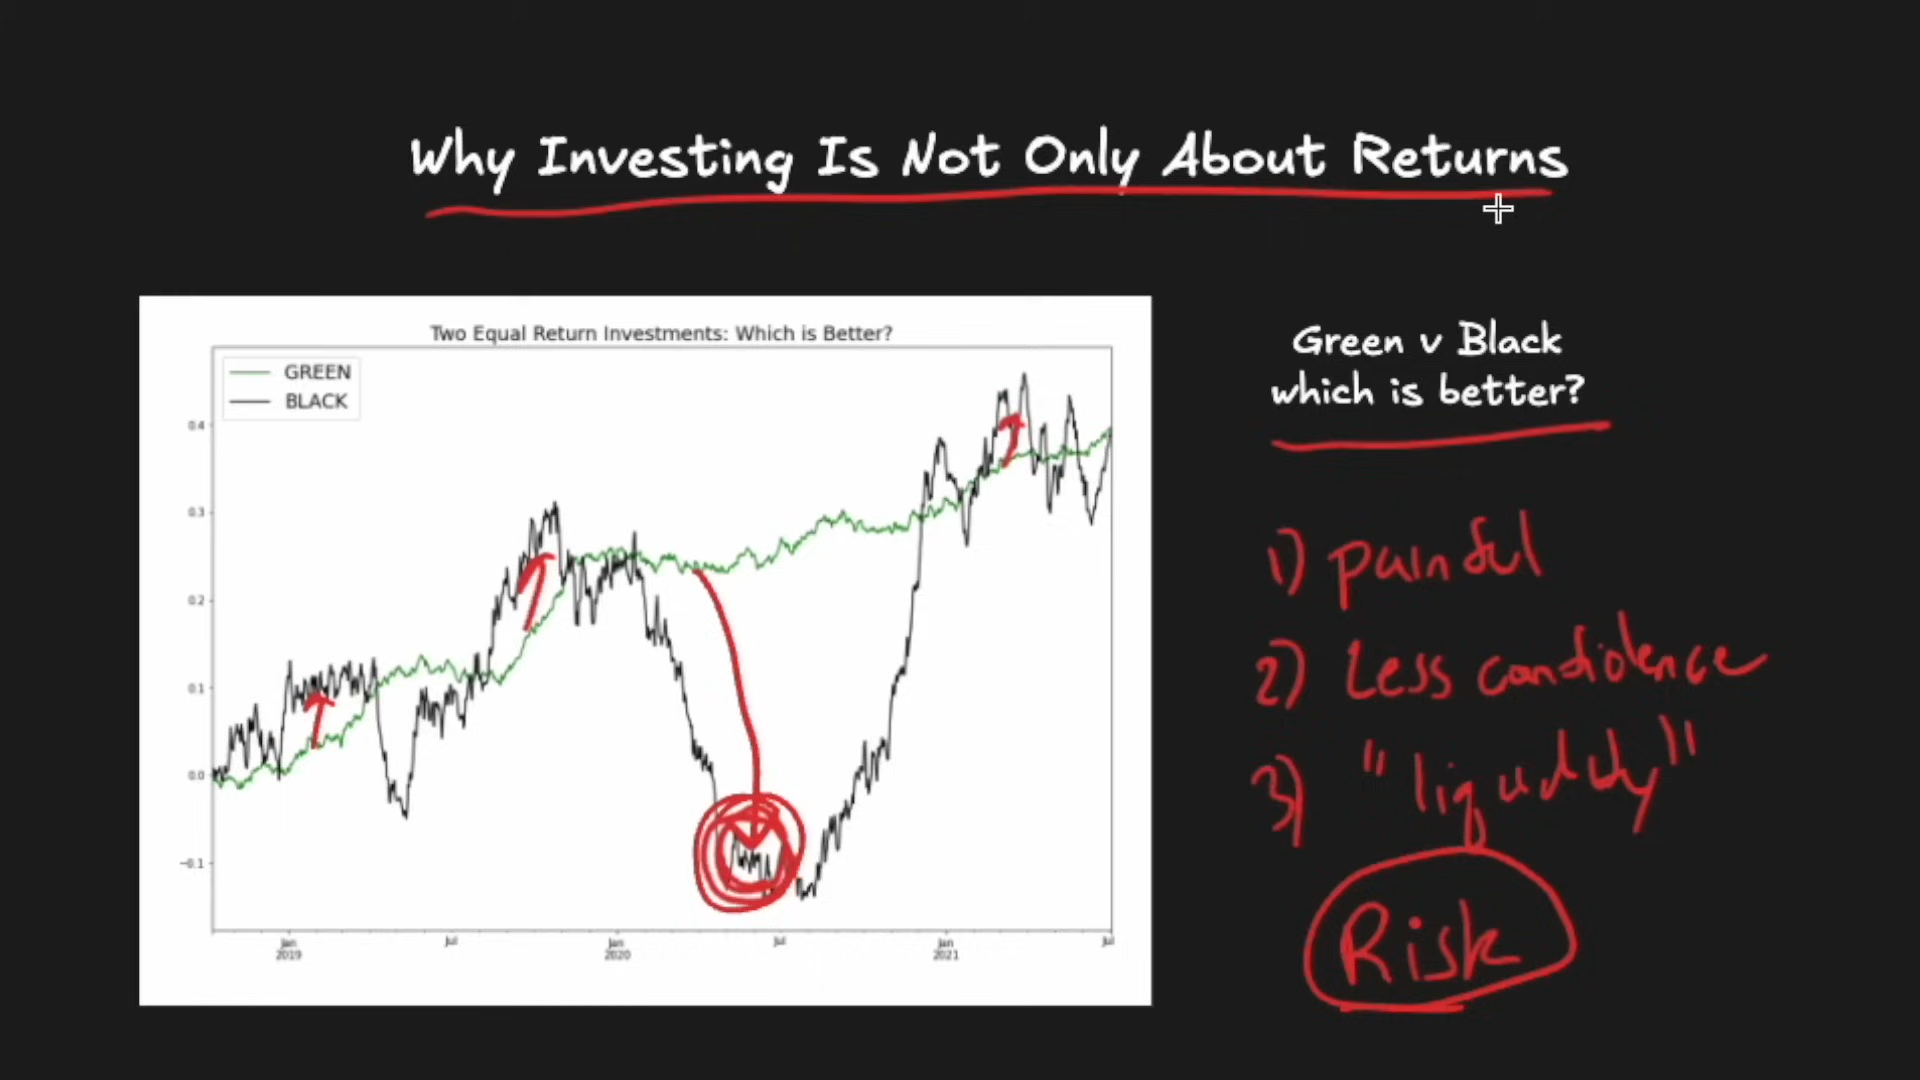 Why Investing Is Not Only About Returns
Two Equal Return Investments: Which is Better?
GREEN
BLACK
0.4
0.3
0.2
0.1
0.0
−0.1
Jan
2019
Jul
Jan
2020
Jul
Jan
2021
Jul
Green v Black
which is better?
1) painful
2) Less confidence
3) "liquidity"
Risk